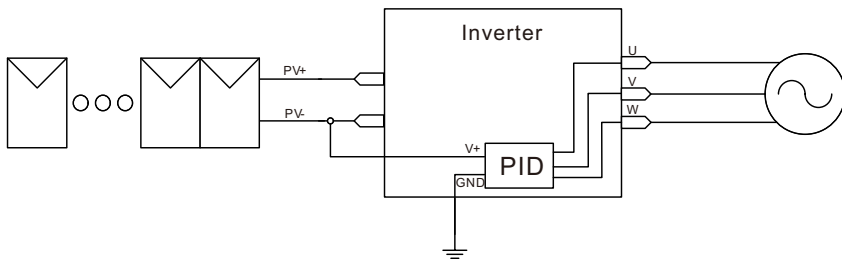 Inverter
U
PV+
V
PV-
W
V+
PID
GND